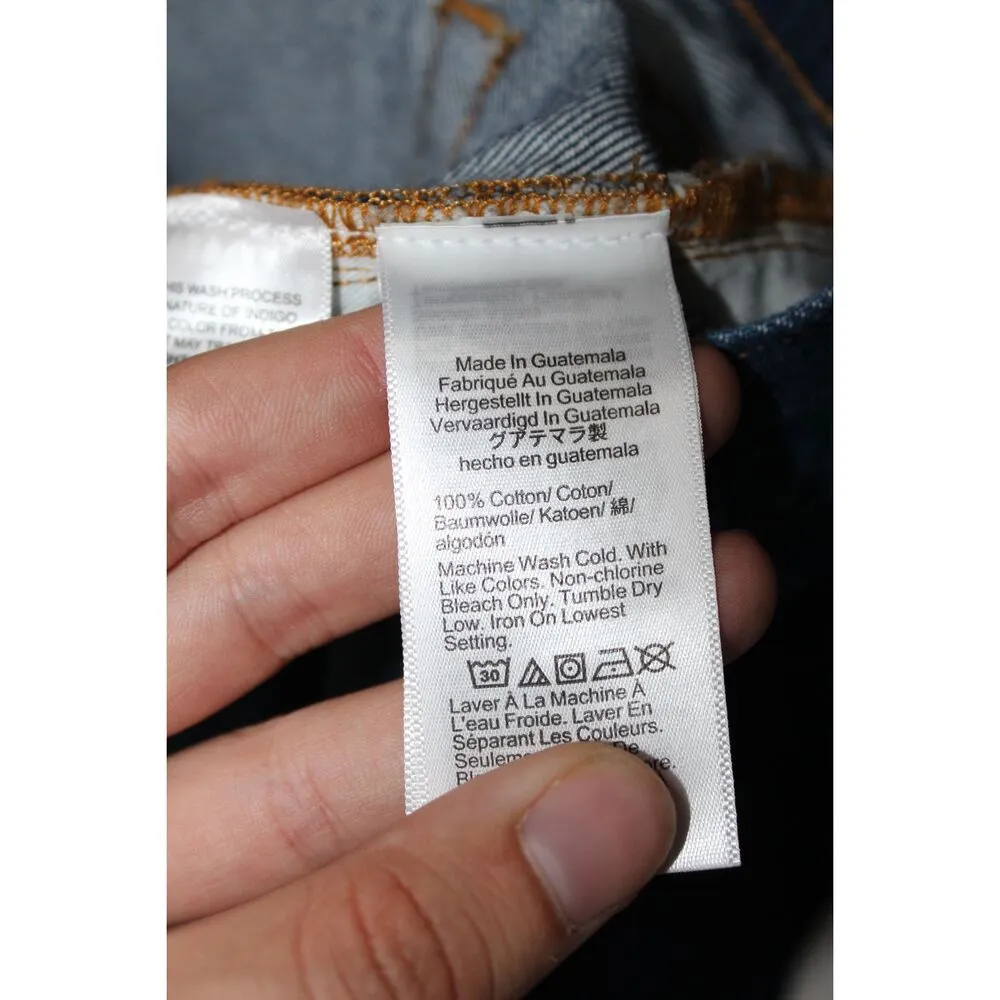 HIS WASH PROCESS
NATURE OF INDIGO
COLOR FROM
MAY
Made In Guatemala
Fabriqué Au Guatemala
Hergestellt In Guatemala
Vervaardigd In Guatemala
グアテマラ製
hecho en guatemala
100% Cotton/ Coton/
Baumwolle/ Katoen/ 綿/
algodón
Machine Wash Cold. With
Like Colors. Non-chlorine
Bleach Only. Tumble Dry
Low. Iron On Lowest
Setting.
30
Laver À La Machine À
L'eau Froide. Laver En
Séparant Les Couleurs.
De